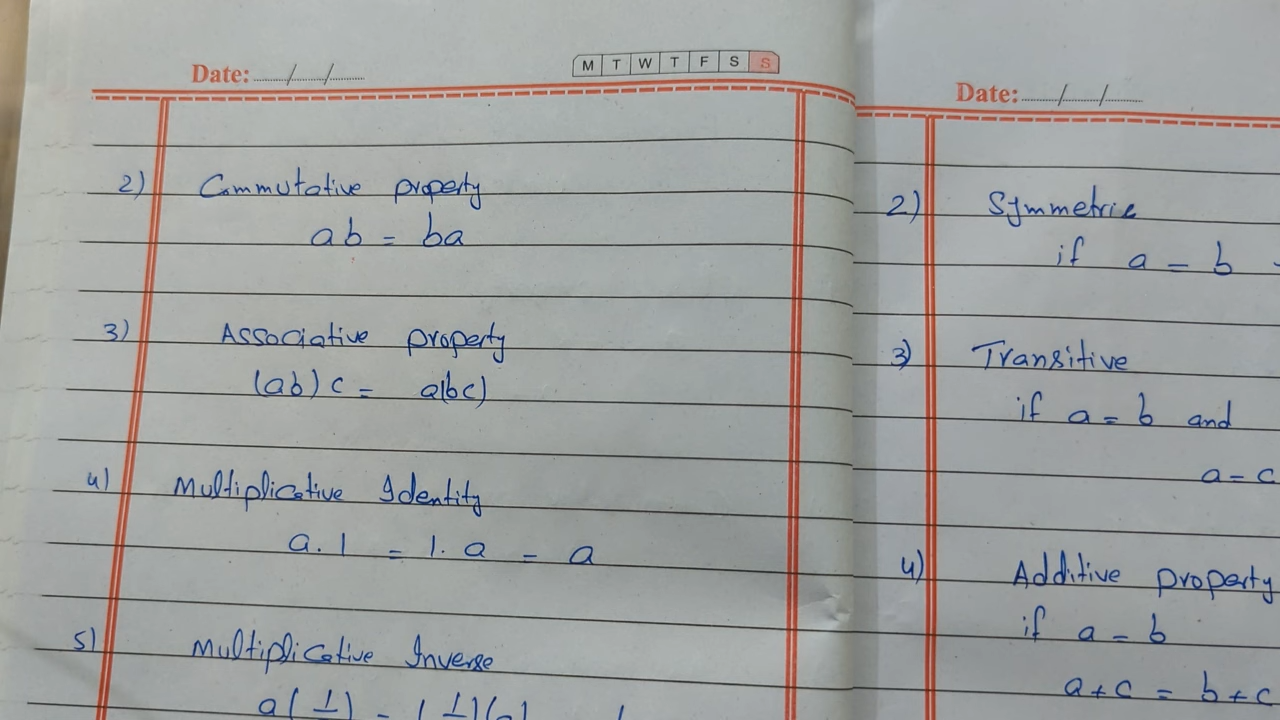 Date: ....../....../......
M T W T F S S
2) Commutative property
ab = ba
3) Associative property
(ab) c = a(bc)
4) Multiplicative Identity
a. 1 = 1. a = a
5) Multiplicative Inverse
Date: ....../....../......
2) Symmetric
if a = b
3) Transitive
if a = b and
a = c
4) Additive property
if a = b
a + c = b + c